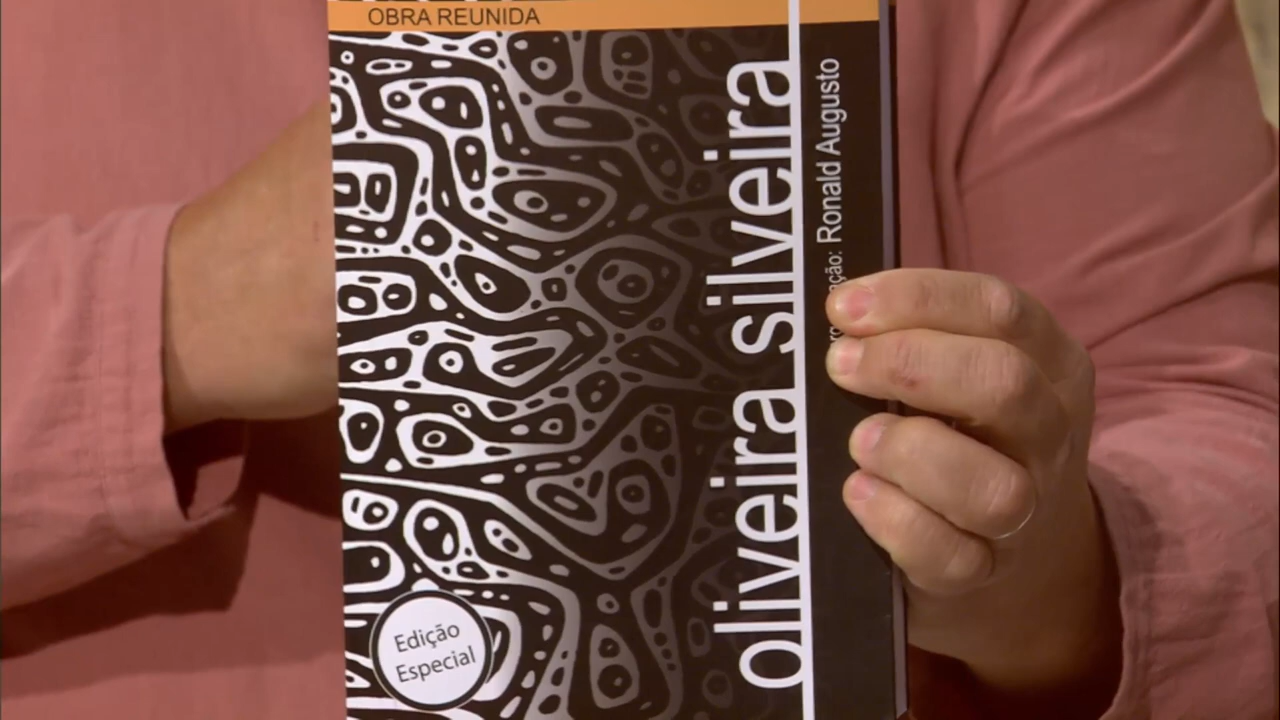 OBRA REUNIDA
oliveira silveira
Ronald Augusto
Edição
Especial